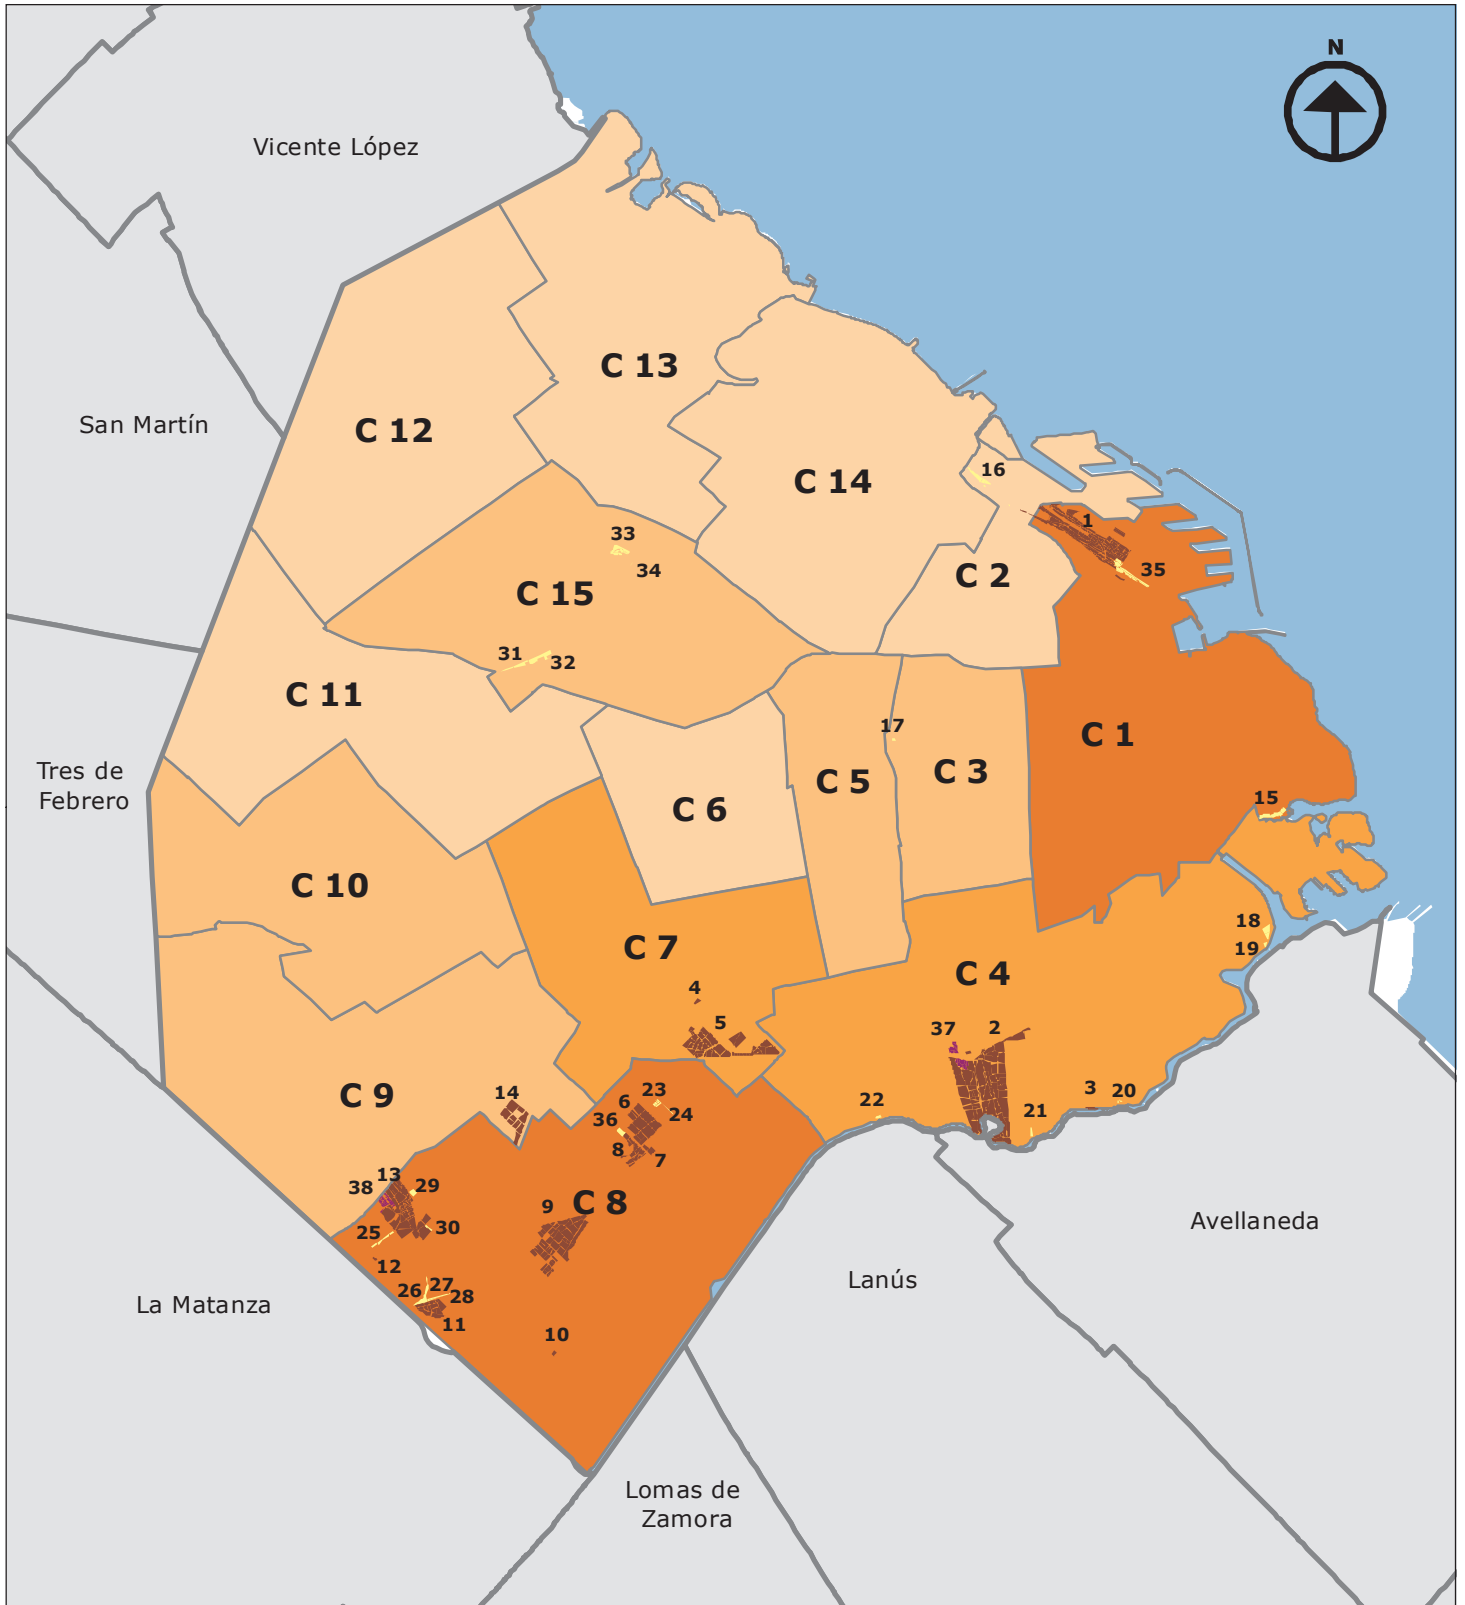 N
Vicente López
C 13
San Martín
C 12
16
C 14
1
33
35
34
C 2
C 15
31
32
C 11
17
C 1
Tres de
Febrero
C 5
C 3
15
C 6
C 10
18
C 7
19
C 4
4
5
37
2
14
23
3
20
C 9
6
22
24
36
21
8
7
13
38
29
9
C 8
25
30
Avellaneda
12
Lanús
27
26
28
La Matanza
11
10
Lomas de
Zamora